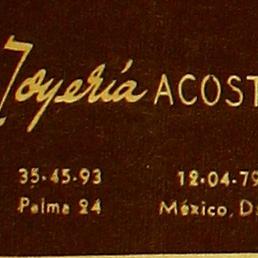 Joyería ACOST
35-45-93 12-04-79
Palma 24 México, D.